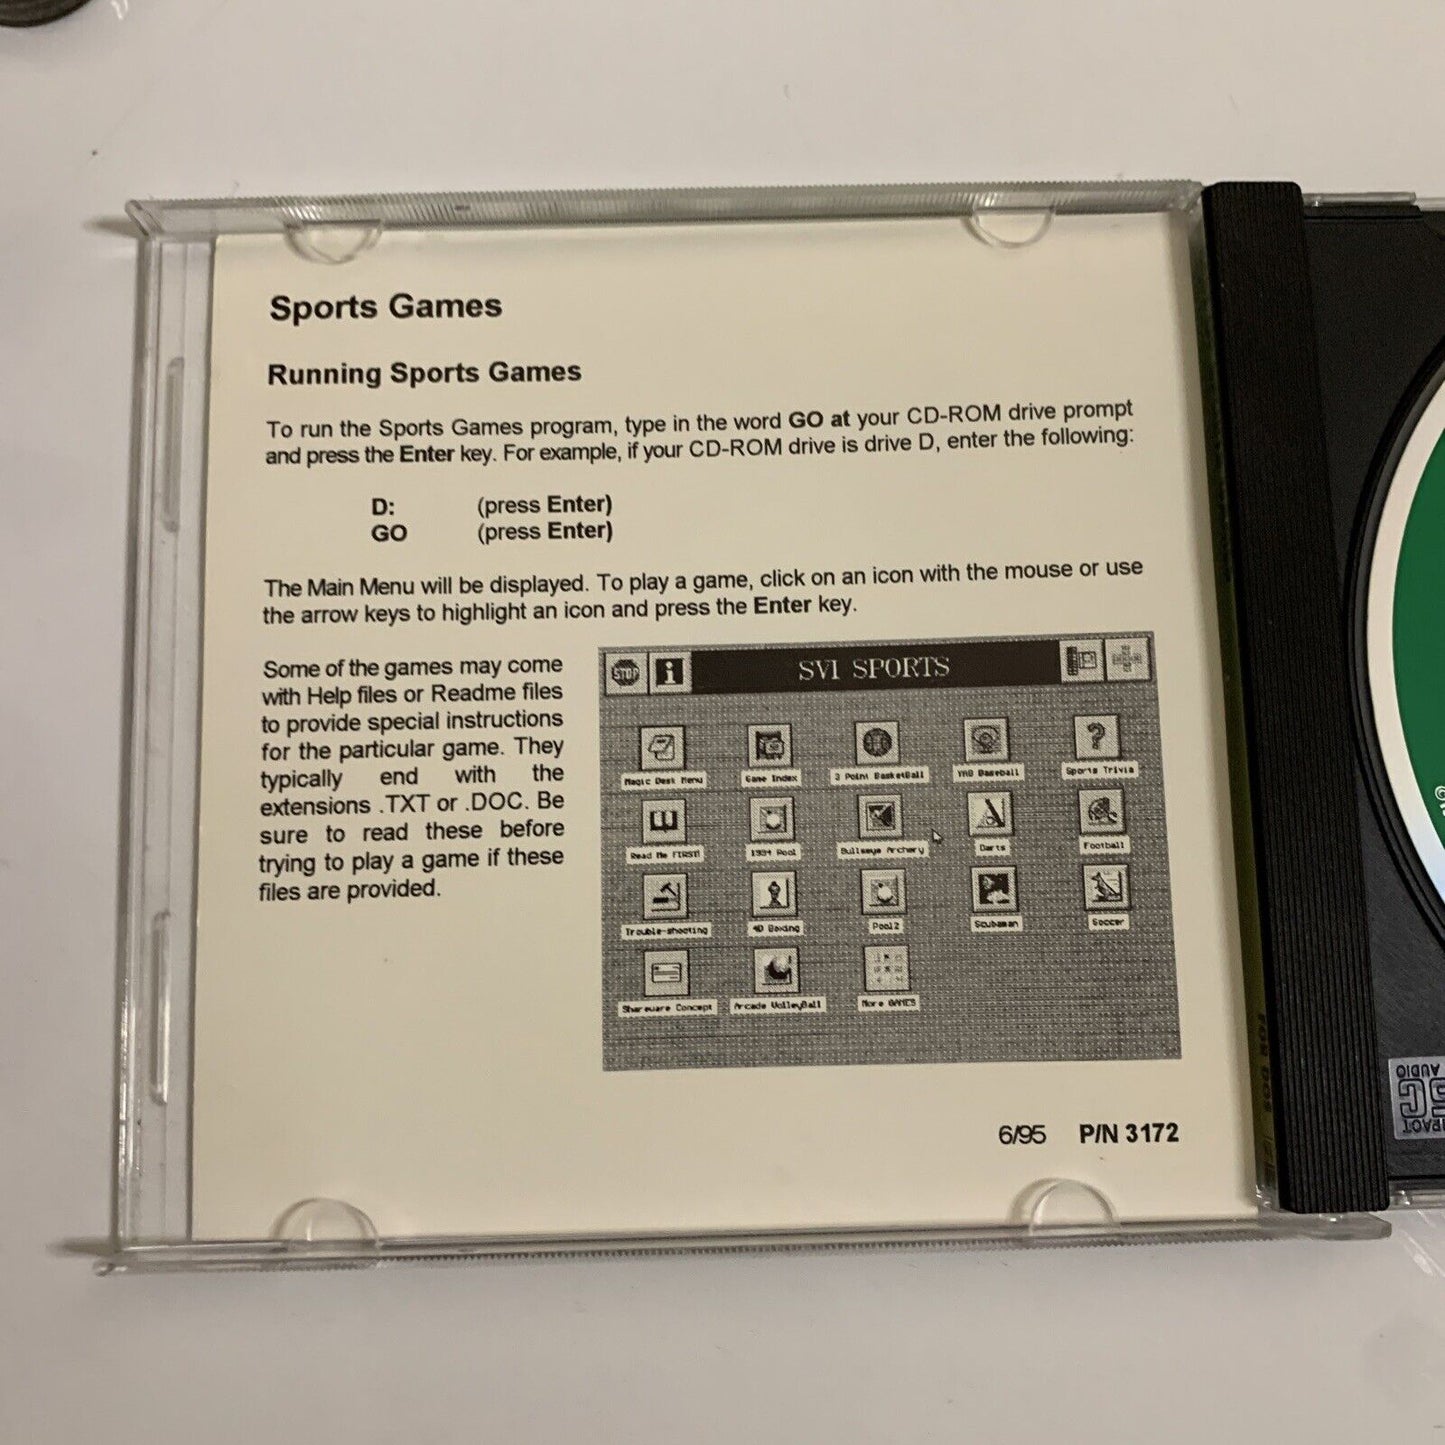 Sports Games
Running Sports Games
To run the Sports Games program, type in the word GO at your CD-ROM drive prompt
and press the Enter key. For example, if your CD-ROM drive is drive D, enter the following:
D: (press Enter)
GO (press Enter)
The Main Menu will be displayed. To play a game, click on an icon with the mouse or use
the arrow keys to highlight an icon and press the Enter key.
Some of the games may come
with Help files or Readme files
to provide special instructions
for the particular game. They
typically end with the
extensions .TXT or .DOC. Be
sure to read these before
trying to play a game if these
files are provided.
STOP i SVI SPORTS
Magic Desk Menu Game Index 3 Point BasketBall YRB Baseball Sports Trivia
Read Me FIRST! 1994 Pool Bullseye Archery Darts Football
Trouble-shooting 4D Boxing Pool2 Scubaman Soccer
Shareware Concept Arcade VolleyBall More GAMES
6/95 P/N 3172
FOR DOS
AUDIO